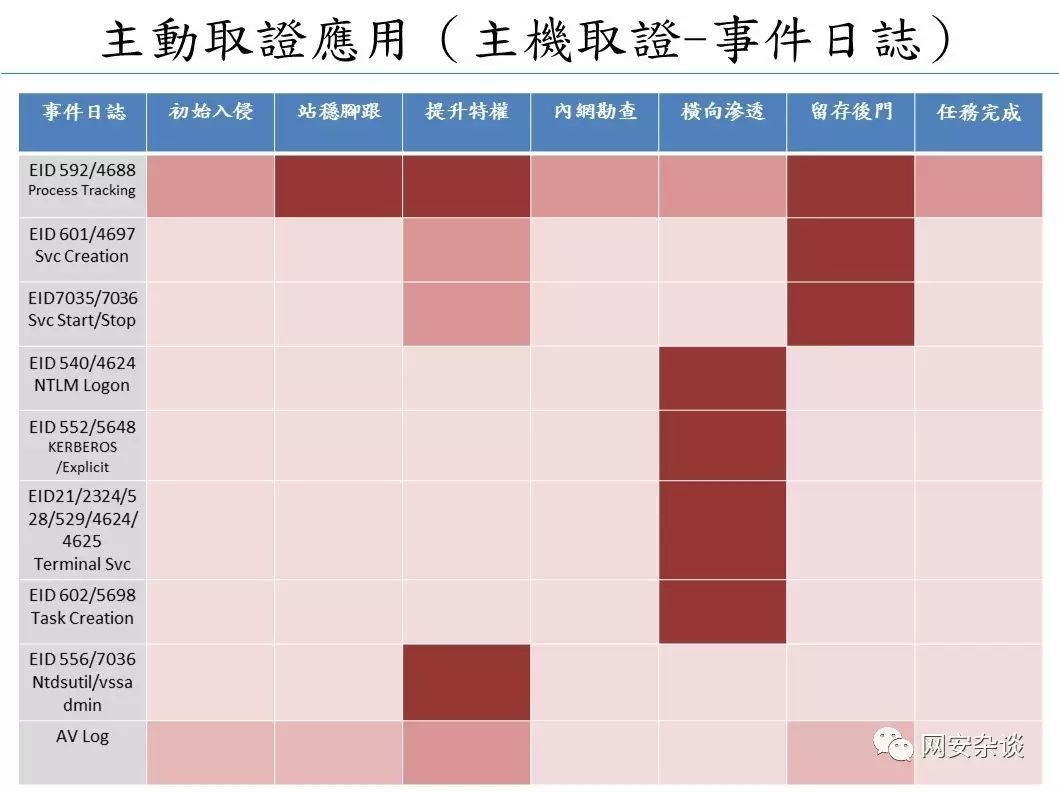 主動取證應用（主機取證-事件日誌）
事件日誌 初始入侵 站穩腳跟 提升特權 內網勘查 橫向滲透 留存後門 任務完成
EID 592/4688
Process Tracking
EID 601/4697
Svc Creation
EID7035/7036
Svc Start/Stop
EID 540/4624
NTLM Logon
EID 552/5648
KERBEROS
/Explicit
EID21/2324/5
28/529/4624/
4625
Terminal Svc
EID 602/5698
Task Creation
EID 556/7036
Ntdsutil/vssa
dmin
AV Log
网安杂谈